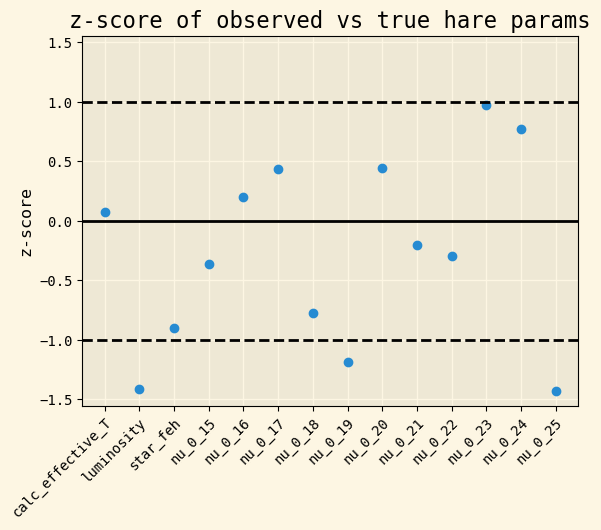 z-score of observed vs true hare params
z-score
1.5
1.0
0.5
0.0
−0.5
−1.0
−1.5
calc_effective_T
luminosity
star_feh
nu_0_15
nu_0_16
nu_0_17
nu_0_18
nu_0_19
nu_0_20
nu_0_21
nu_0_22
nu_0_23
nu_0_24
nu_0_25